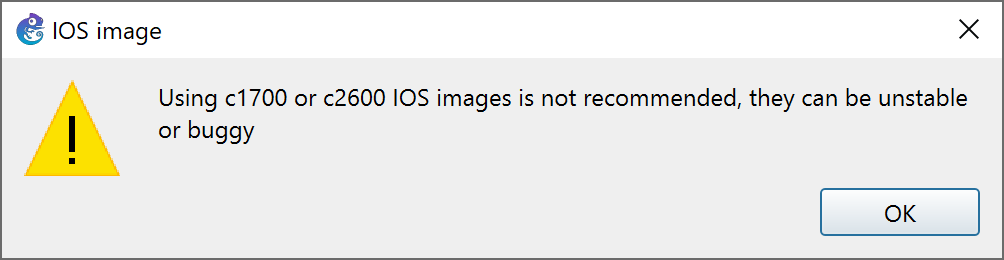 IOS image
Using c1700 or c2600 IOS images is not recommended, they can be unstable
or buggy
OK